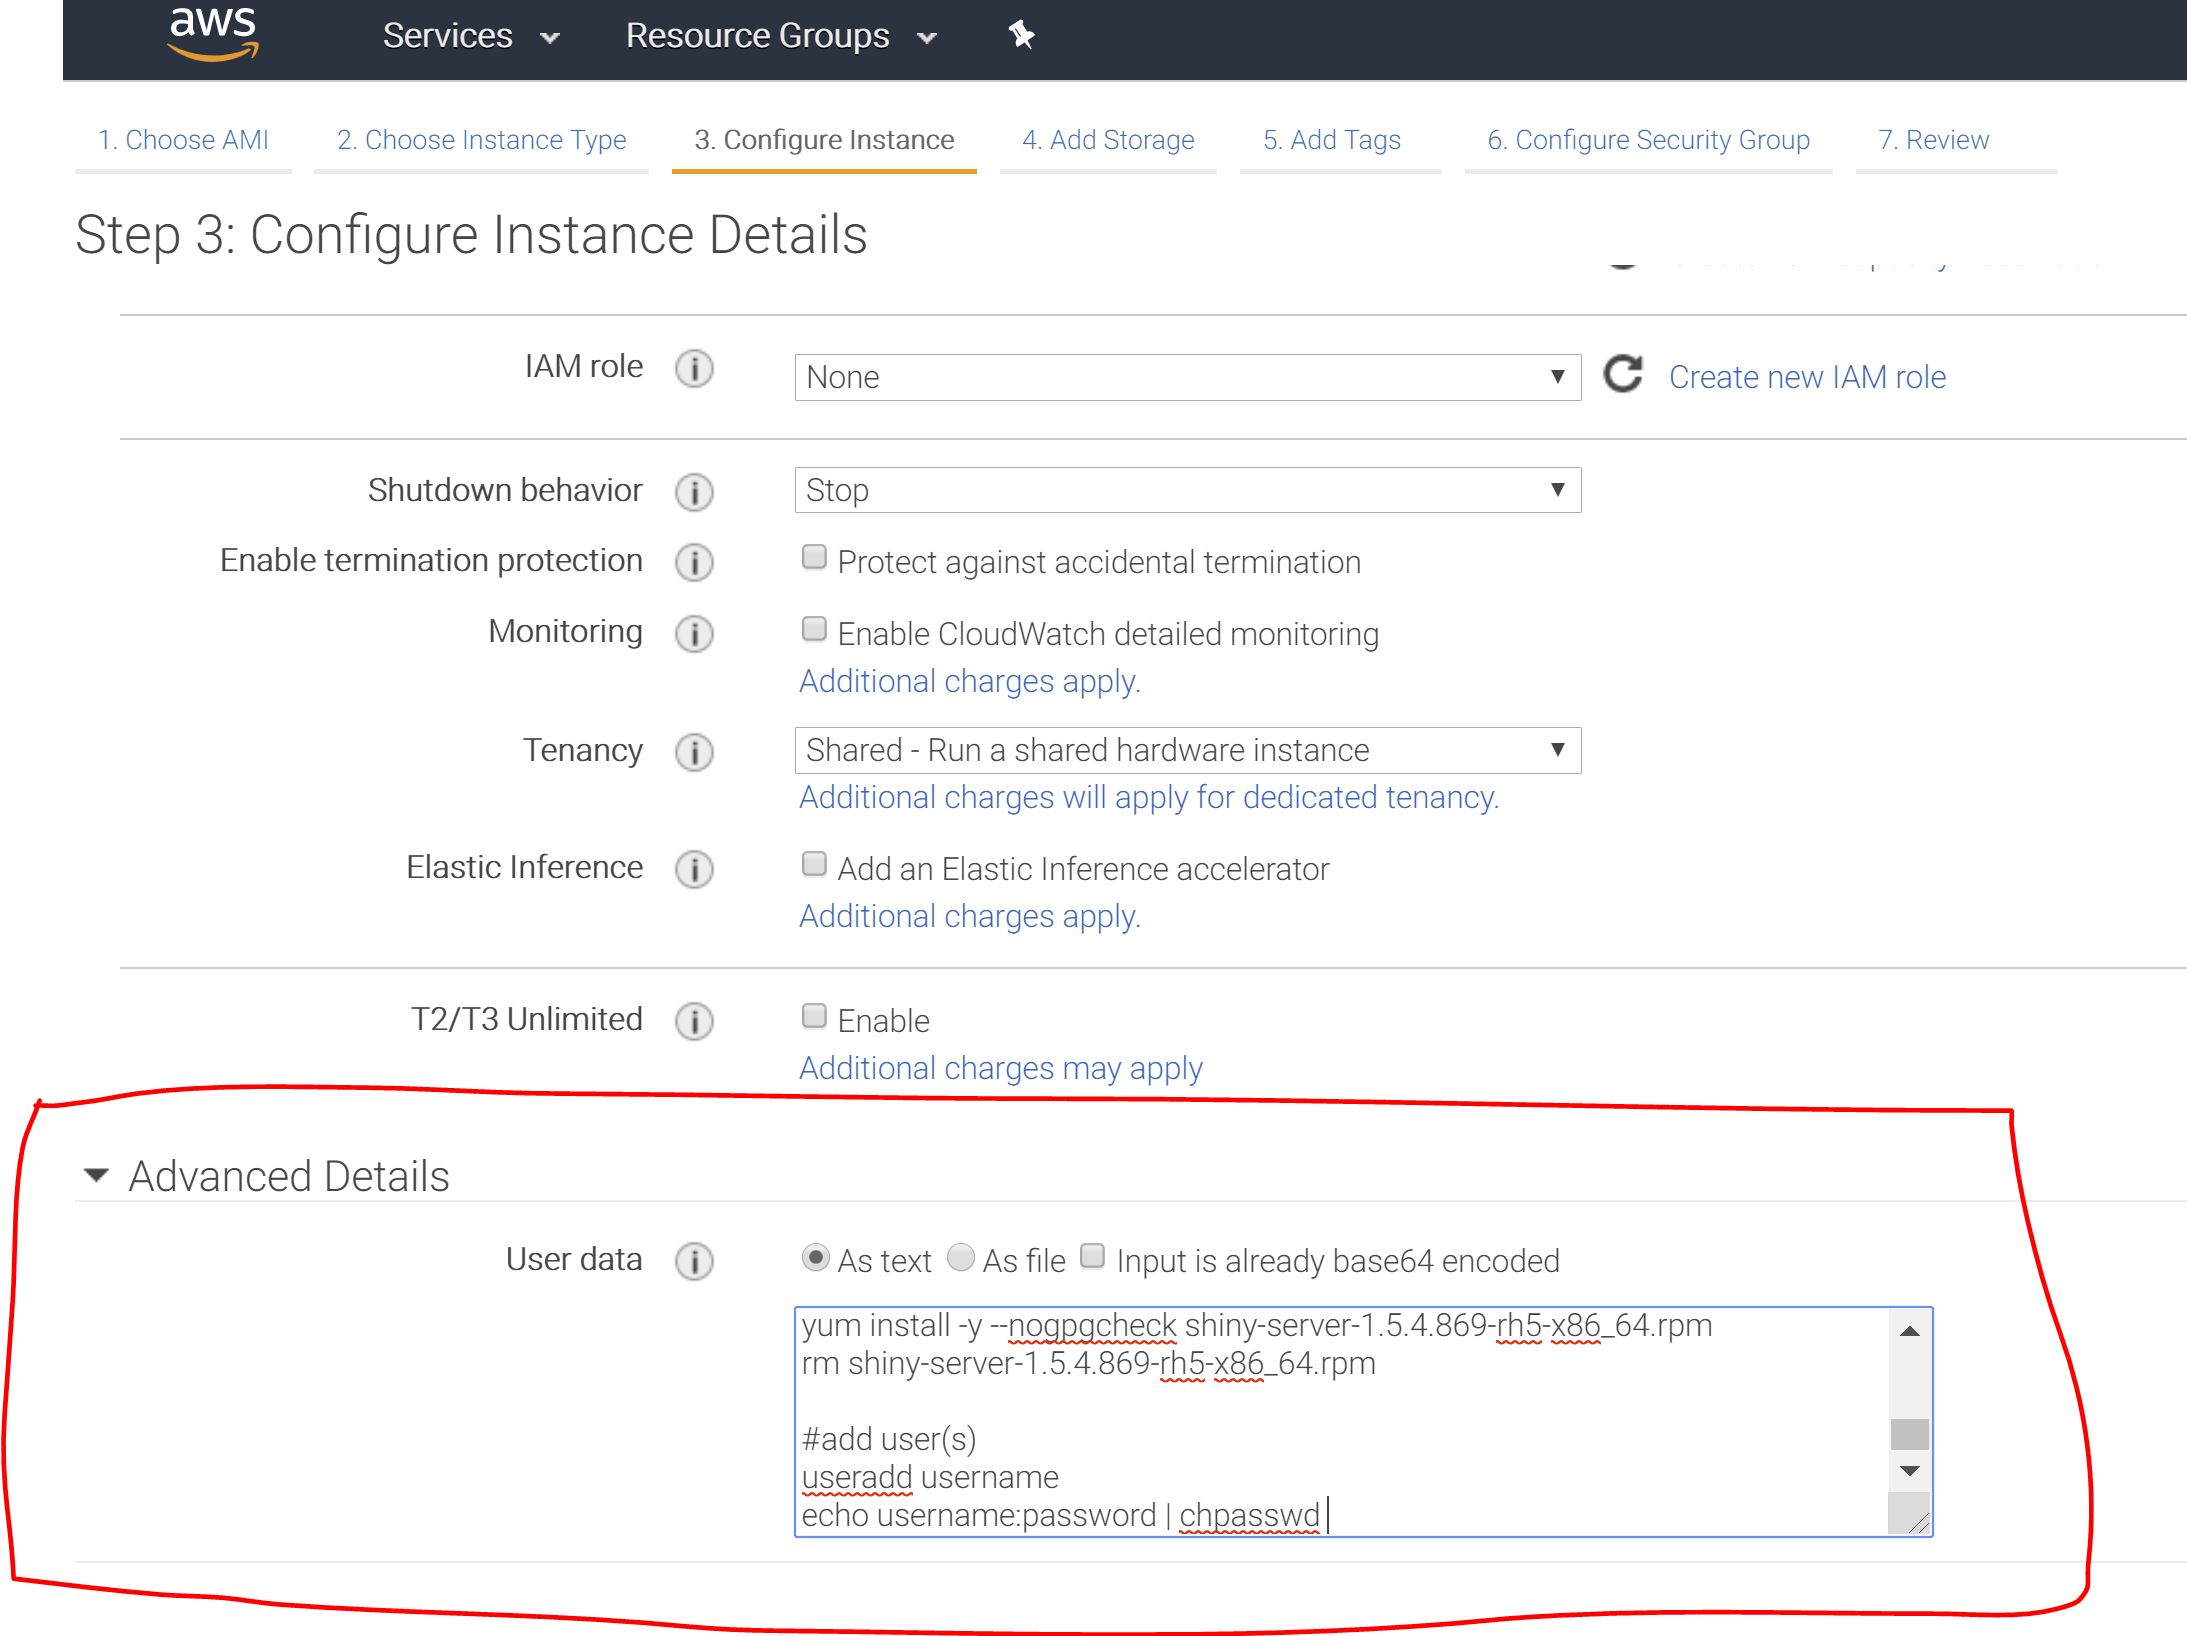 aws Services Resource Groups
1. Choose AMI 2. Choose Instance Type 3. Configure Instance 4. Add Storage 5. Add Tags 6. Configure Security Group 7. Review
Step 3: Configure Instance Details
IAM role None Create new IAM role
Shutdown behavior Stop
Enable termination protection Protect against accidental termination
Monitoring Enable CloudWatch detailed monitoring
Additional charges apply.
Tenancy Shared - Run a shared hardware instance
Additional charges will apply for dedicated tenancy.
Elastic Inference Add an Elastic Inference accelerator
Additional charges apply.
T2/T3 Unlimited Enable
Additional charges may apply
Advanced Details
User data As text As file Input is already base64 encoded
yum install -y --nogpgcheck shiny-server-1.5.4.869-rh5-x86_64.rpm
rm shiny-server-1.5.4.869-rh5-x86_64.rpm
#add user(s)
useradd username
echo username:password | chpasswd